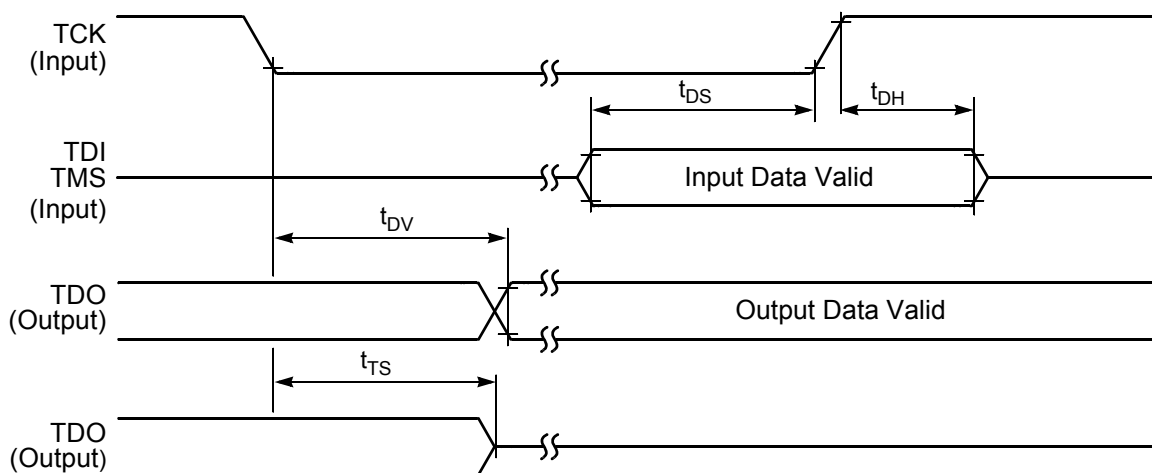 TCK
(Input)
tDS
tDH
TDI
TMS
(Input)
Input Data Valid
tDV
TDO
(Output)
Output Data Valid
tTS
TDO
(Output)